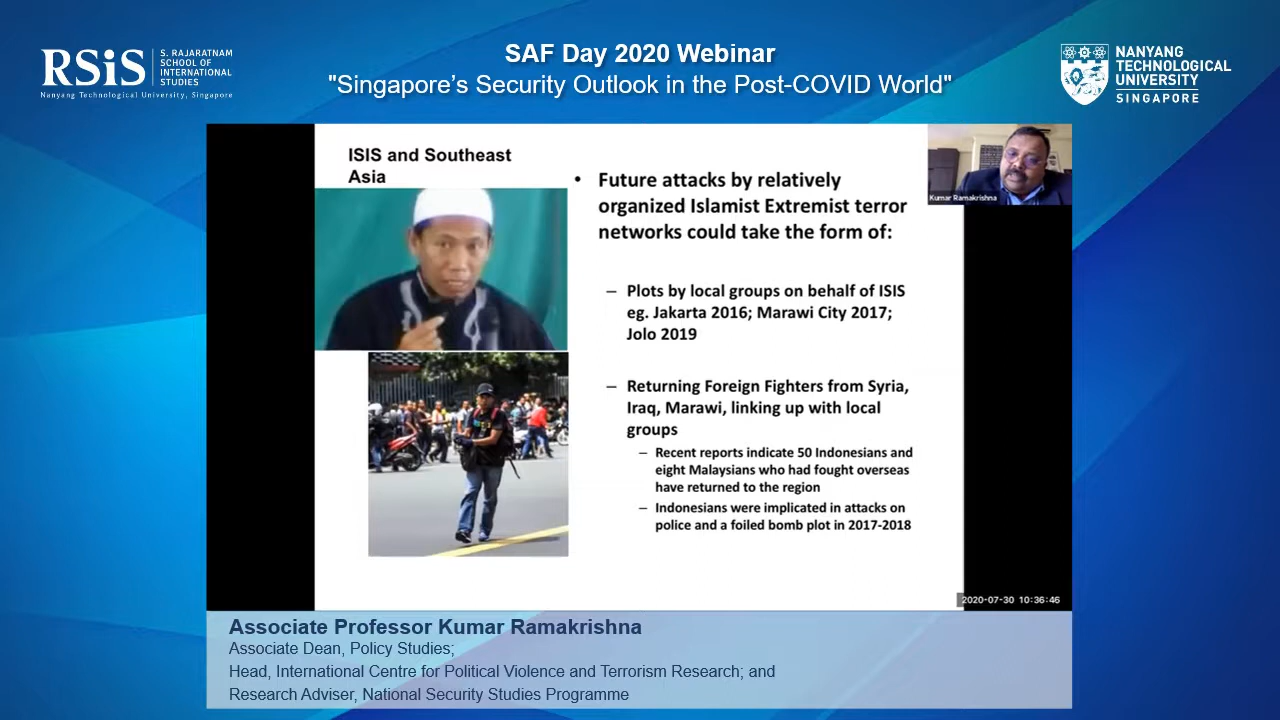 RSiS
S. RAJARATNAM
SCHOOL OF
INTERNATIONAL
STUDIES
Nanyang Technological University, Singapore
SAF Day 2020 Webinar
"Singapore's Security Outlook in the Post-COVID World"
NANYANG
TECHNOLOGICAL
UNIVERSITY
SINGAPORE
ISIS and Southeast
Asia
• Future attacks by relatively
organized Islamist Extremist terror
networks could take the form of:
– Plots by local groups on behalf of ISIS
eg. Jakarta 2016; Marawi City 2017;
Jolo 2019
– Returning Foreign Fighters from Syria,
Iraq, Marawi, linking up with local
groups
– Recent reports indicate 50 Indonesians and
eight Malaysians who had fought overseas
have returned to the region
– Indonesians were implicated in attacks on
police and a foiled bomb plot in 2017-2018
Kumar Ramakrishna
2020-07-30 10:36:46
Associate Professor Kumar Ramakrishna
Associate Dean, Policy Studies;
Head, International Centre for Political Violence and Terrorism Research; and
Research Adviser, National Security Studies Programme